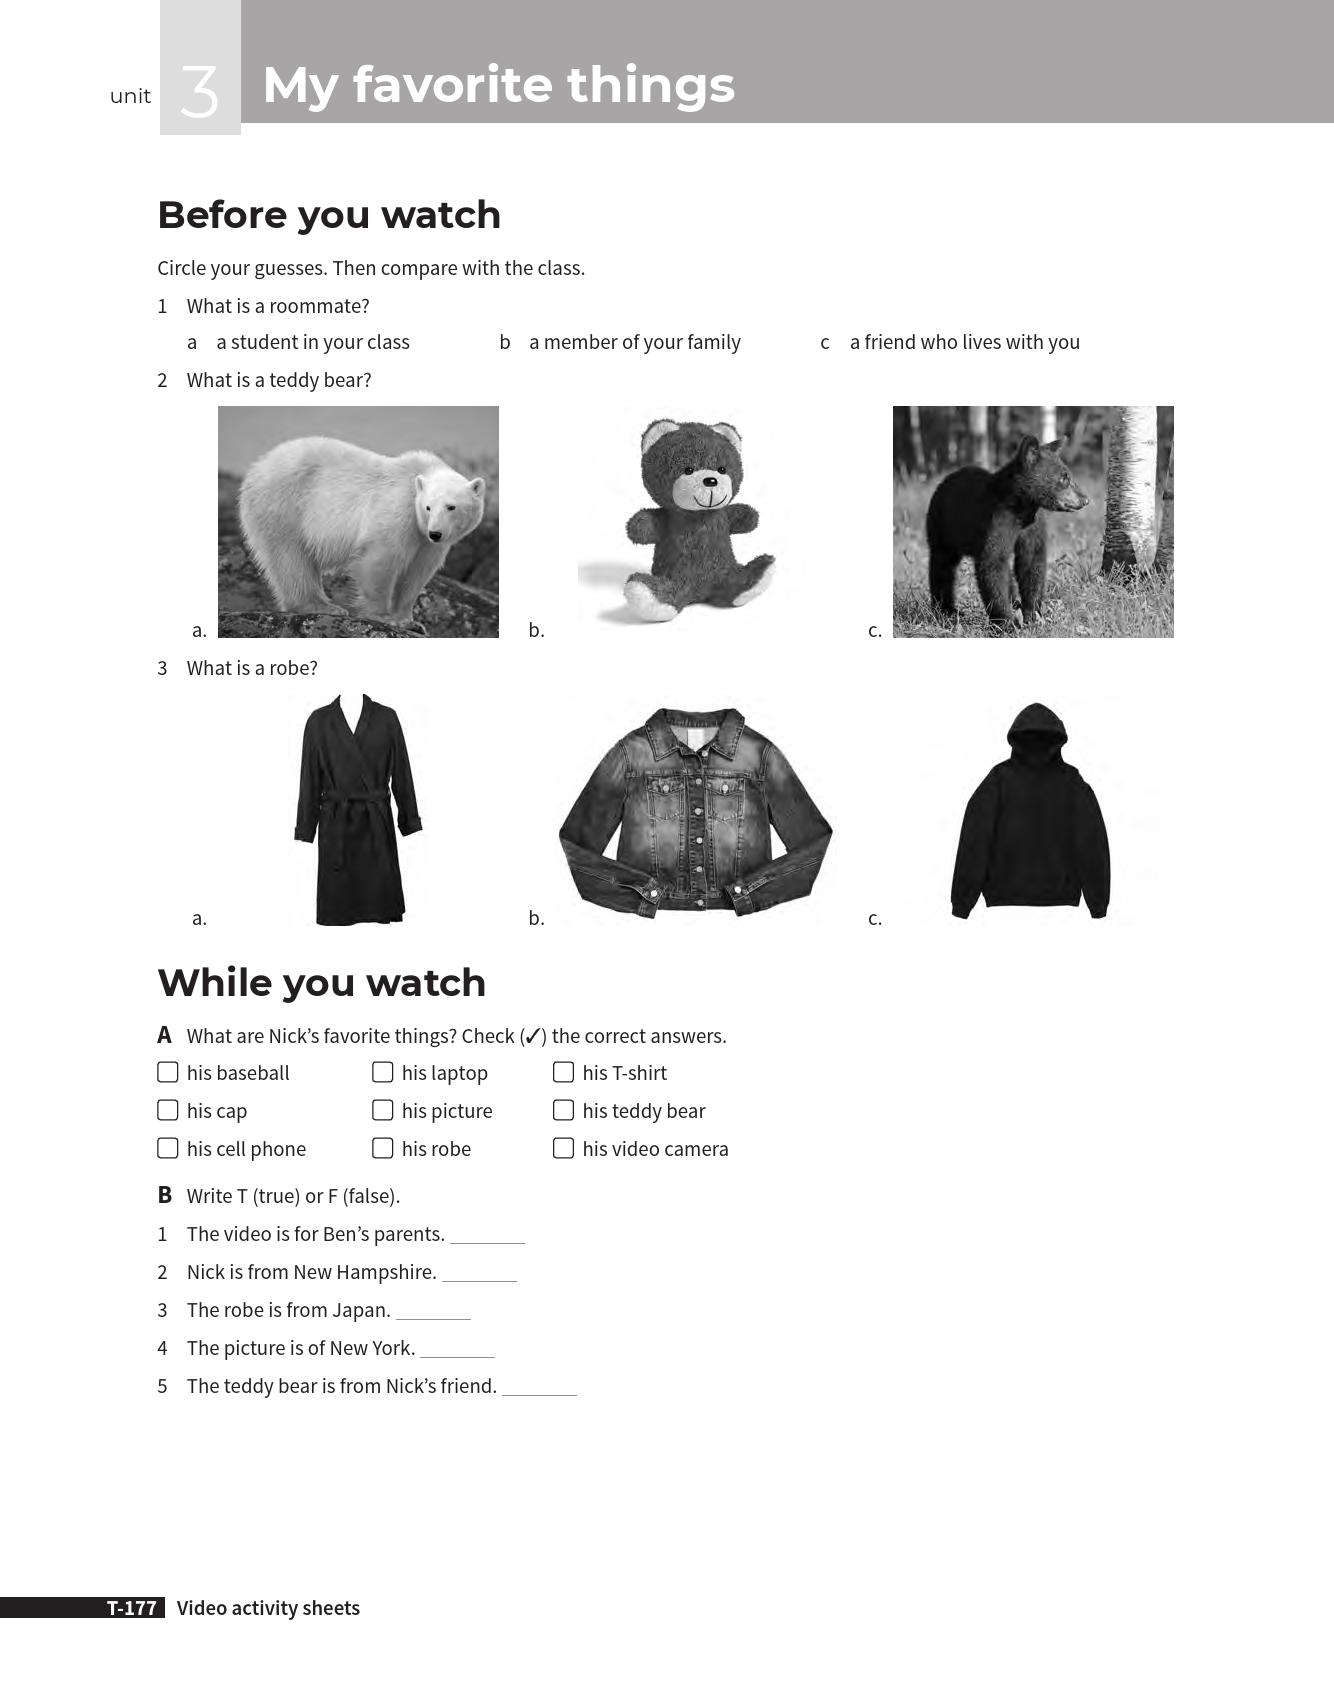 unit 3 My favorite things
Before you watch
Circle your guesses. Then compare with the class.
1 What is a roommate?
a a student in your class b a member of your family c a friend who lives with you
2 What is a teddy bear?
a. b. c.
3 What is a robe?
a. b. c.
While you watch
A What are Nick’s favorite things? Check (✓) the correct answers.
his baseball his laptop his T-shirt
his cap his picture his teddy bear
his cell phone his robe his video camera
B Write T (true) or F (false).
1 The video is for Ben’s parents. _______
2 Nick is from New Hampshire. _______
3 The robe is from Japan. _______
4 The picture is of New York. _______
5 The teddy bear is from Nick’s friend. _______
T-177 Video activity sheets